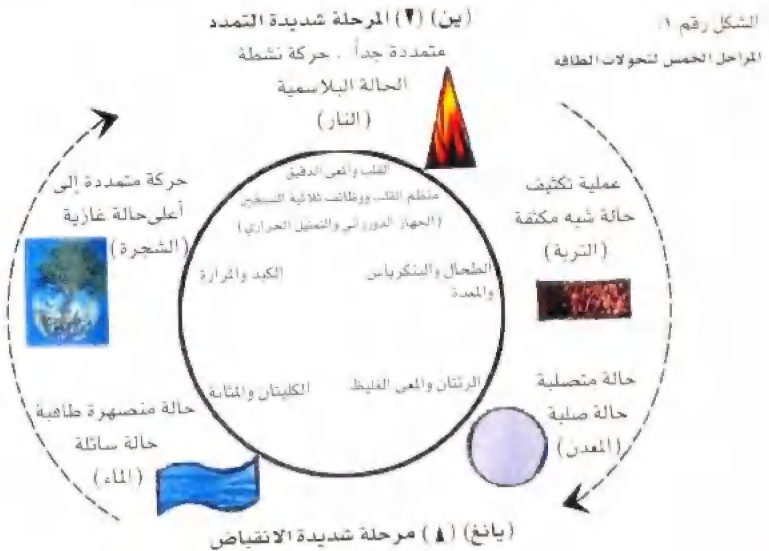 الشكل رقم ١:
المراحل الخمس لتحولات الطاقة
(ين) (▼) المرحلة شديدة التمدد
متمددة جداً . حركة نشطة
الحالة البلاسمية
(النار)
عملية تكثيف
حالة شبه مكثفة
(التربة)
حالة متصلبة
حالة صلبة
(المعدن)
(يانغ) (▲) مرحلة شديدة الانقباض
حالة منصهرة طافية
حالة سائلة
(الماء)
حركة متمددة إلى
أعلى حالة غازية
(الشجرة)
القلب والمعى الدقيق
منظم القلب ووظائف ثلاثية التسخين
(الجهاز الدوراني والتمثيل الحراري)
الطحال والبنكرياس
والمعدة
الرئتان والمعى الغليظ
الكليتان والمثانة
الكبد والمرارة